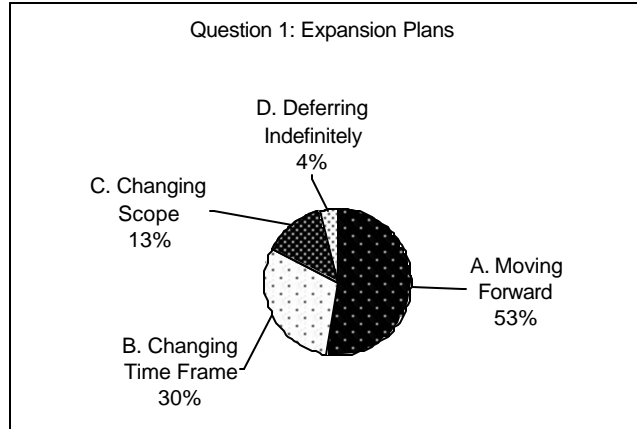 Question 1: Expansion Plans
D. Deferring
Indefinitely
4%
C. Changing
Scope
13%
A. Moving
Forward
53%
B. Changing
Time Frame
30%